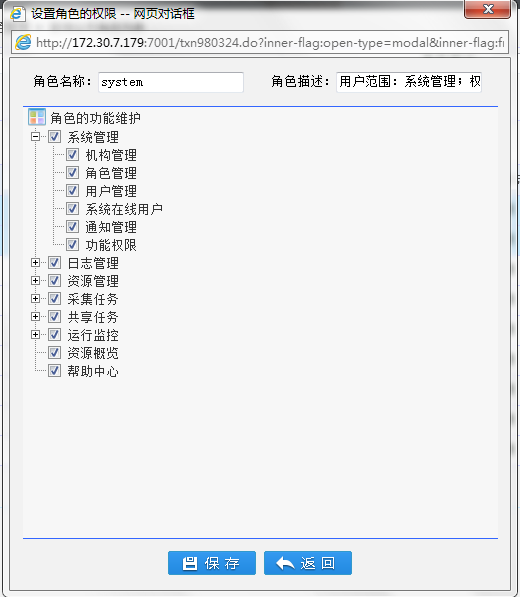 设置角色的权限 -- 网页对话框
http://172.30.7.179:7001/txn980324.do?inner-flag:open-type=modal&inner-flag:f
角色名称: system 角色描述: 用户范围: 系统管理; 权
角色的功能维护
系统管理
机构管理
角色管理
用户管理
系统在线用户
通知管理
功能权限
日志管理
资源管理
采集任务
共享任务
运行监控
资源概览
帮助中心
保存 返回